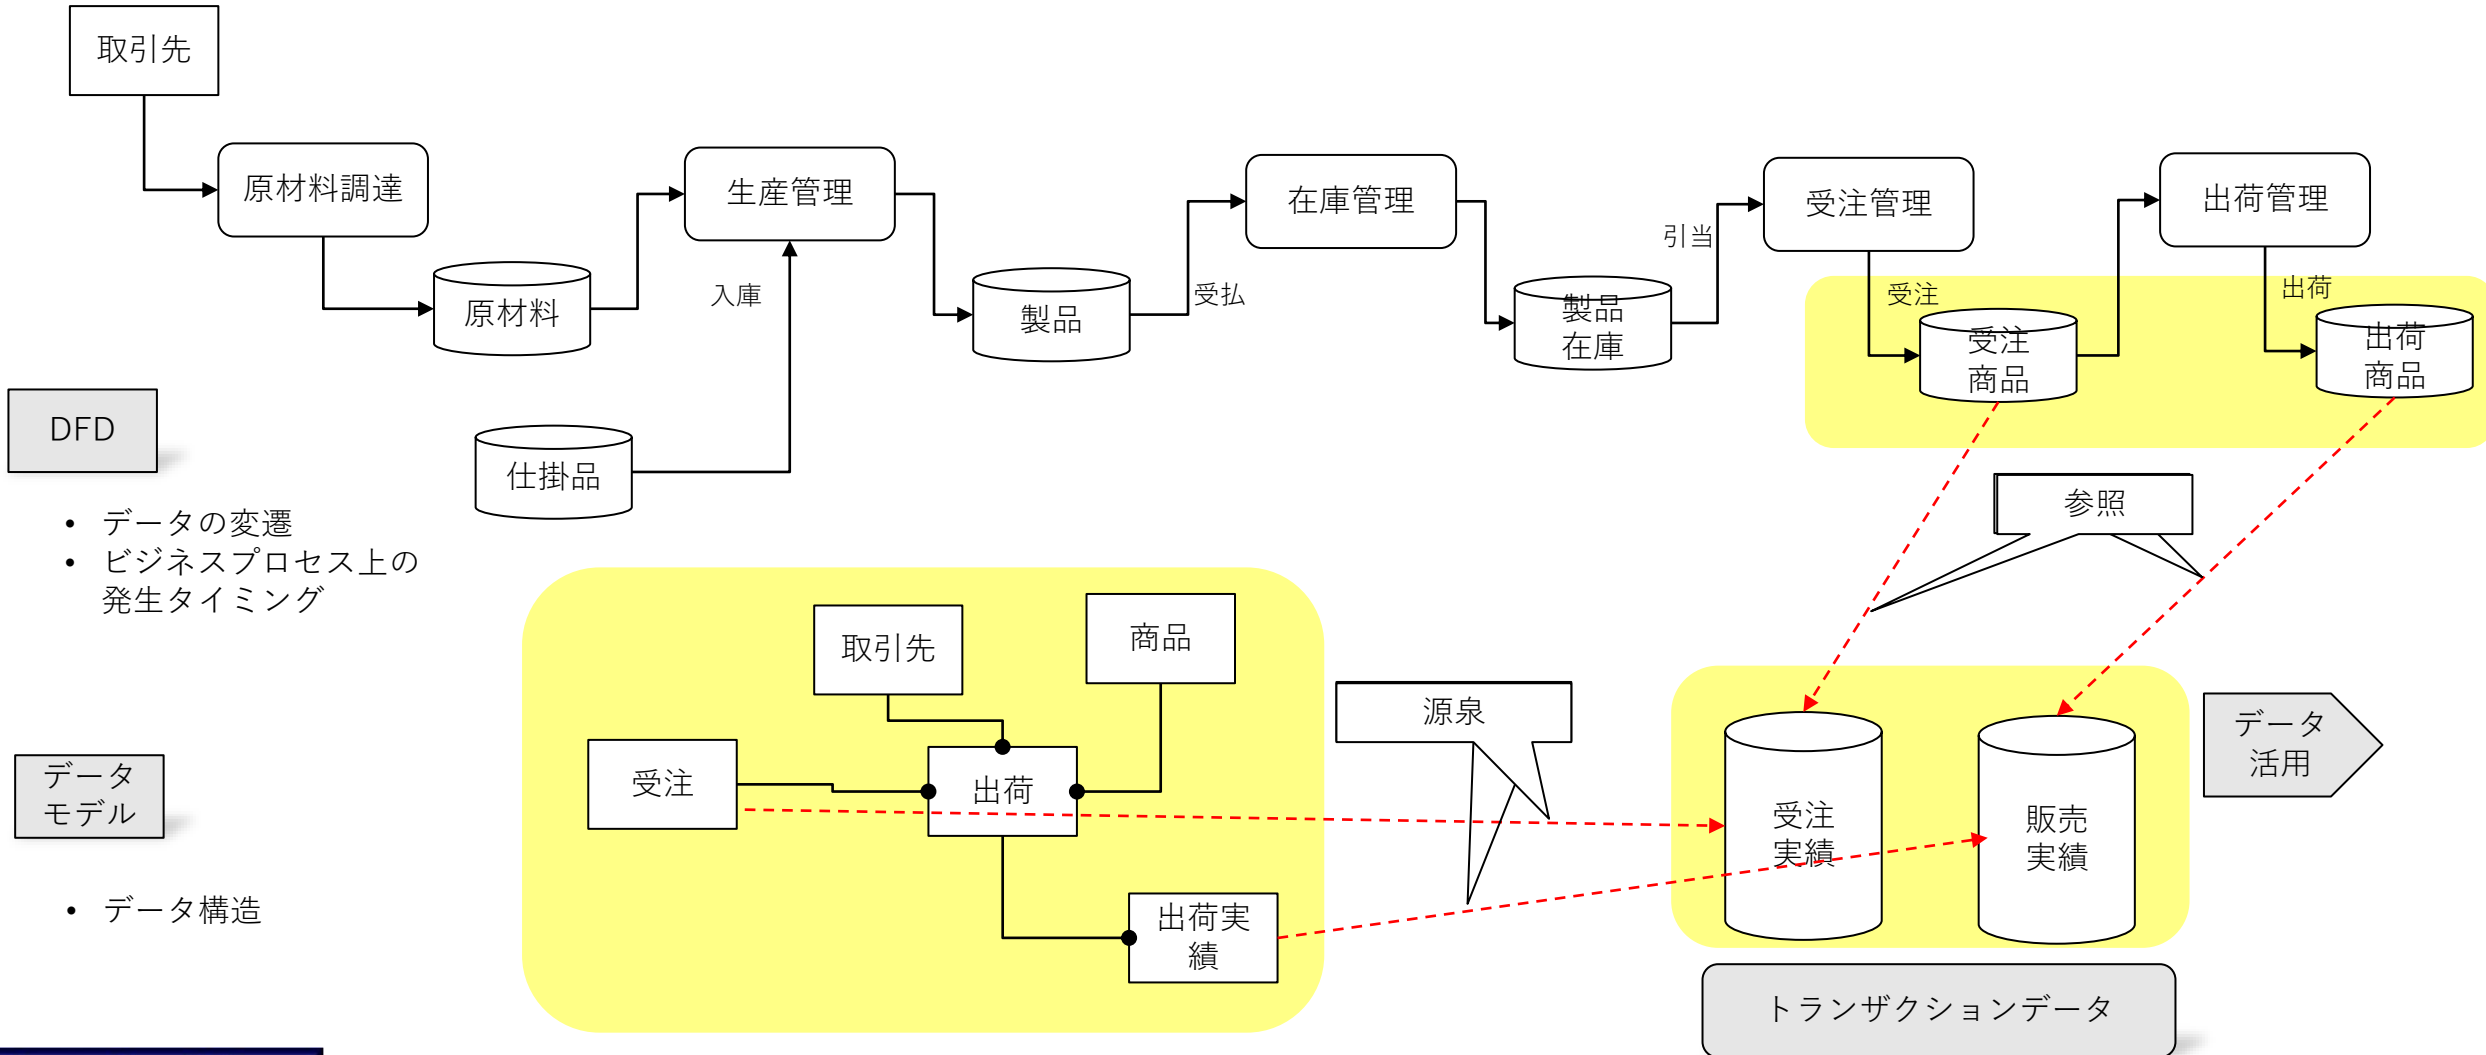 取引先
原材料調達
生産管理
在庫管理
受注管理
出荷管理
原材料
入庫
製品
受払
製品
在庫
引当
受注
受注
商品
出荷
出荷
商品
DFD
仕掛品
• データの変遷
• ビジネスプロセス上の
発生タイミング
参照
取引先
商品
受注
出荷
出荷実
績
源泉
受注
実績
販売
実績
データ
活用
データ
モデル
• データ構造
トランザクションデータ